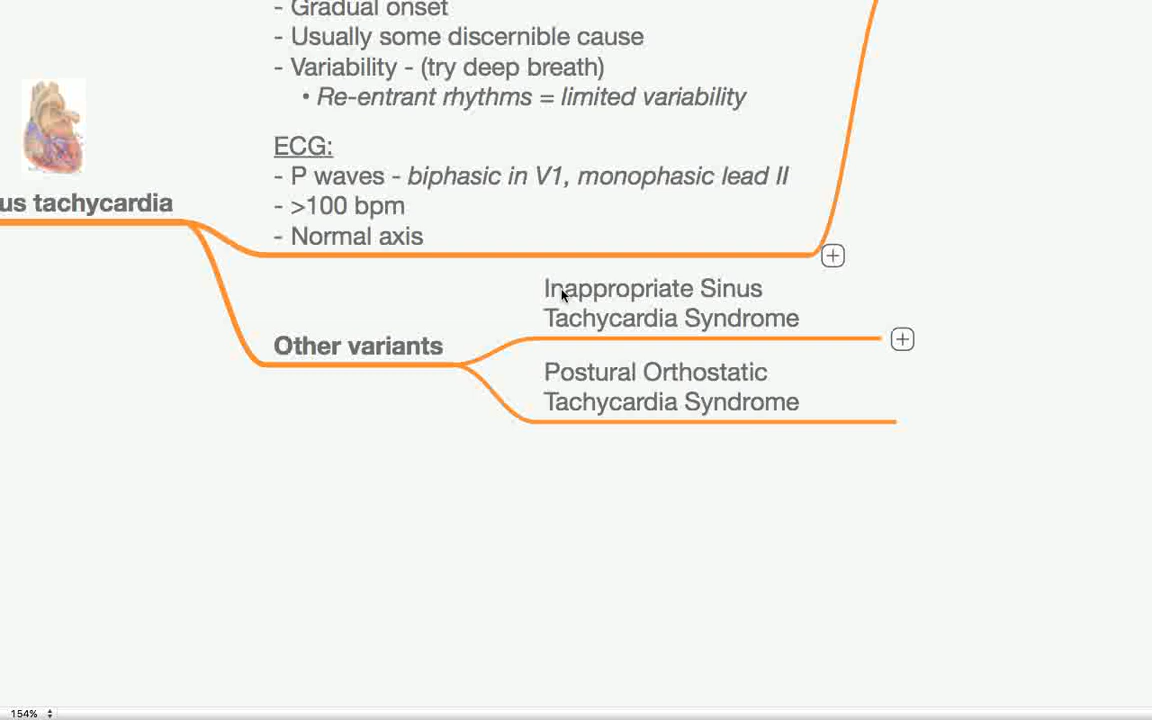 - Gradual onset
- Usually some discernible cause
- Variability - (try deep breath)
• Re-entrant rhythms = limited variability
ECG:
- P waves - biphasic in V1, monophasic lead II
- >100 bpm
- Normal axis
us tachycardia
Inappropriate Sinus
Tachycardia Syndrome
Other variants
Postural Orthostatic
Tachycardia Syndrome
154%